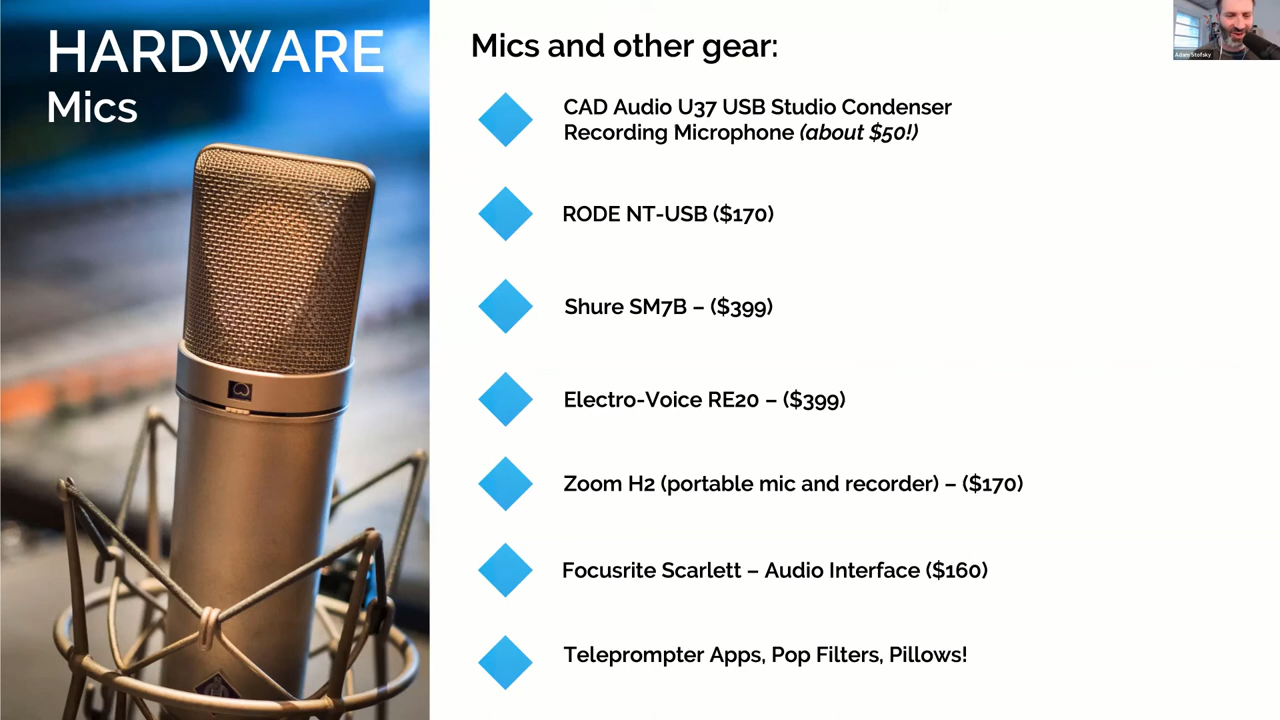 HARDWARE
Mics
Mics and other gear:
CAD Audio U37 USB Studio Condenser
Recording Microphone (about $50!)
RODE NT-USB ($170)
Shure SM7B – ($399)
Electro-Voice RE20 – ($399)
Zoom H2 (portable mic and recorder) – ($170)
Focusrite Scarlett – Audio Interface ($160)
Teleprompter Apps, Pop Filters, Pillows!
Adam Stofsky